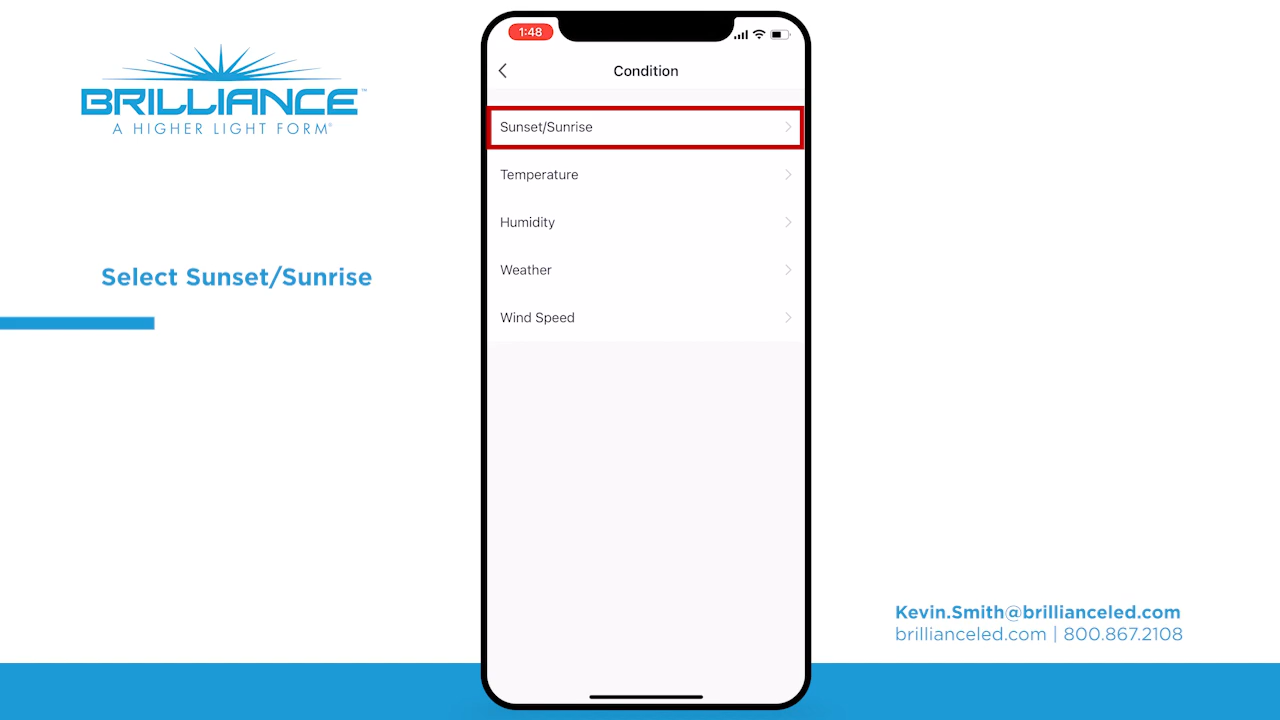 BRILLIANCE™
A HIGHER LIGHT FORM®
Select Sunset/Sunrise
1:48
Condition
Sunset/Sunrise
Temperature
Humidity
Weather
Wind Speed
Kevin.Smith@brillianceled.com
brillianceled.com | 800.867.2108